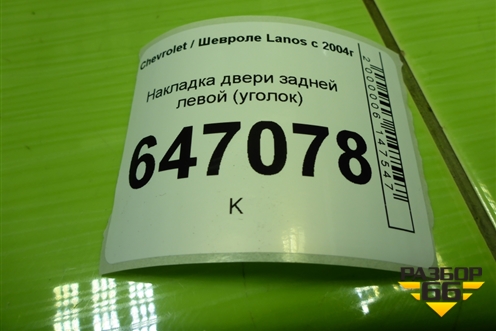 Chevrolet / Шевроле Lanos с 2004г
Накладка двери задней
левой (уголок)
647078
К
2000006147547
РАЗБОР
66